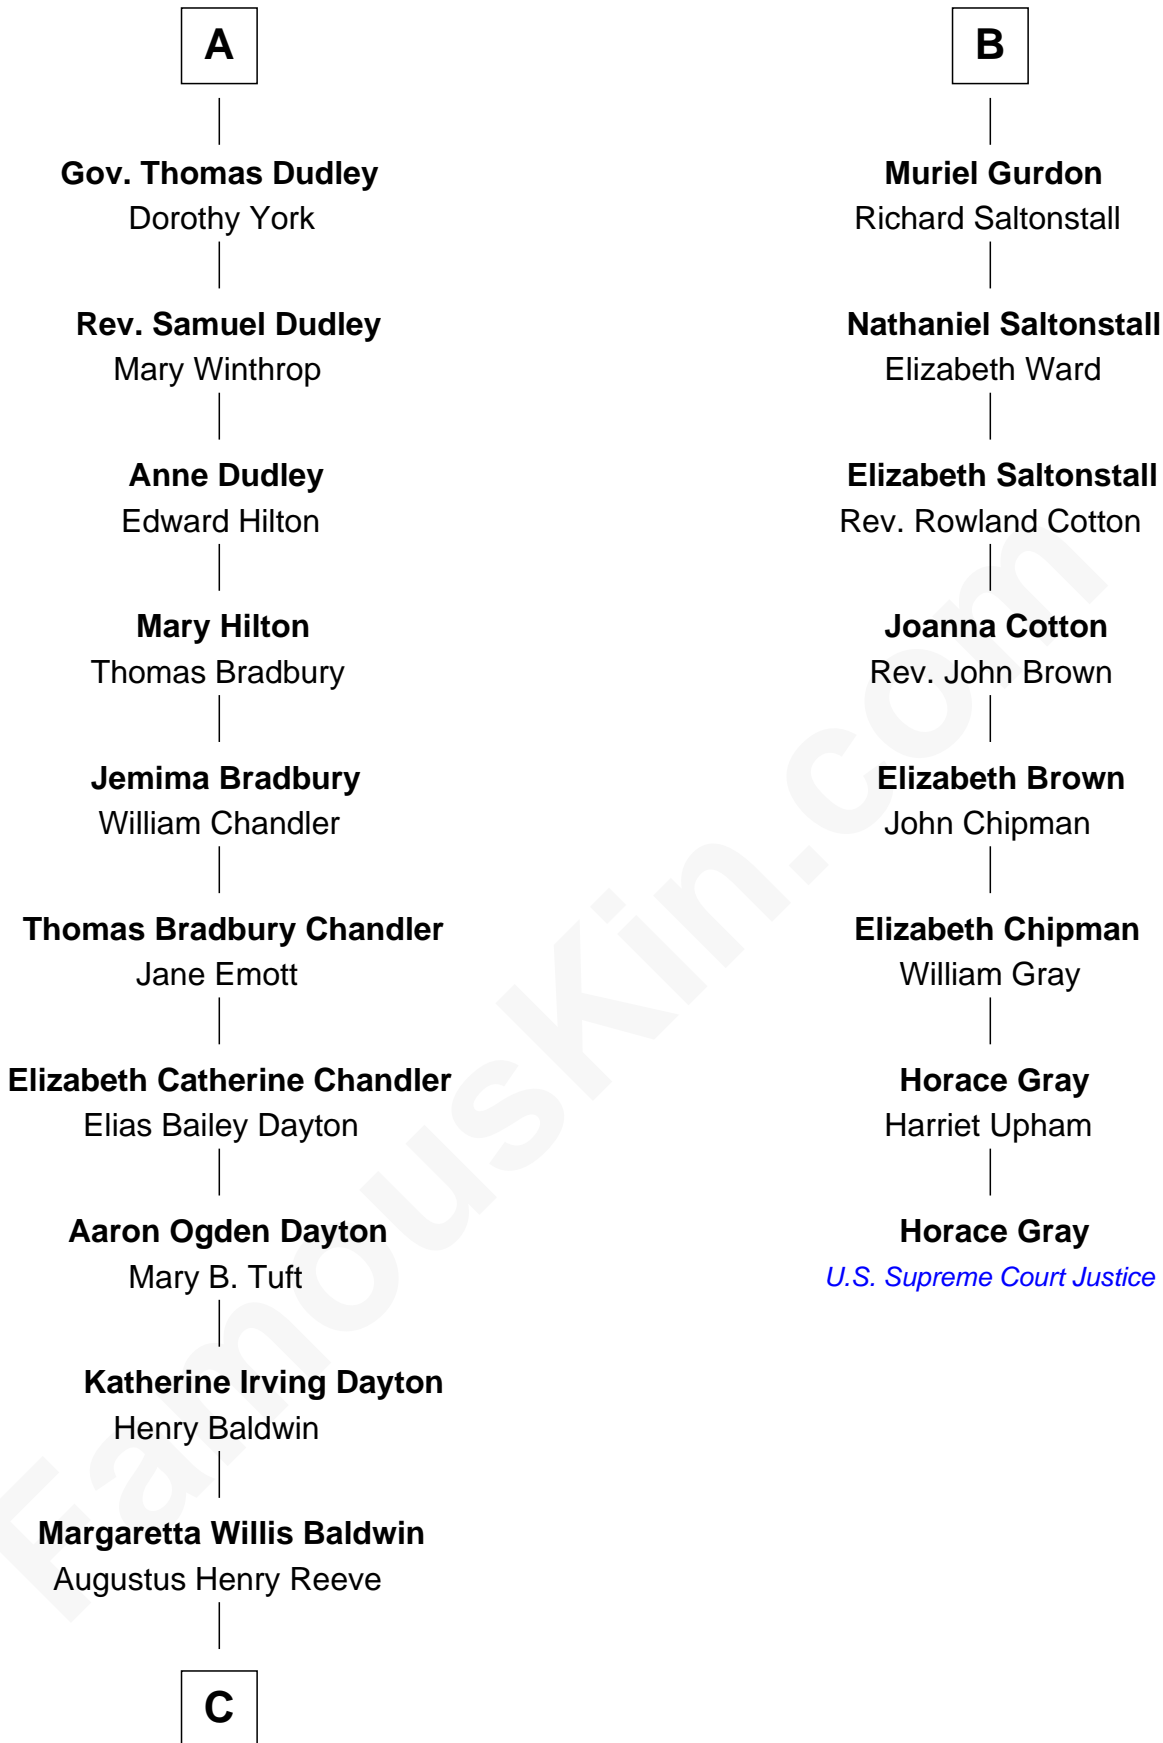 A
Gov. Thomas Dudley
Dorothy York
Rev. Samuel Dudley
Mary Winthrop
Anne Dudley
Edward Hilton
Mary Hilton
Thomas Bradbury
Jemima Bradbury
William Chandler
Thomas Bradbury Chandler
Jane Emott
Elizabeth Catherine Chandler
Elias Bailey Dayton
Aaron Ogden Dayton
Mary B. Tuft
Katherine Irving Dayton
Henry Baldwin
Margaretta Willis Baldwin
Augustus Henry Reeve
C
B
Muriel Gurdon
Richard Saltonstall
Nathaniel Saltonstall
Elizabeth Ward
Elizabeth Saltonstall
Rev. Rowland Cotton
Joanna Cotton
Rev. John Brown
Elizabeth Brown
John Chipman
Elizabeth Chipman
William Gray
Horace Gray
Harriet Upham
Horace Gray
U.S. Supreme Court Justice
FamousKin.com